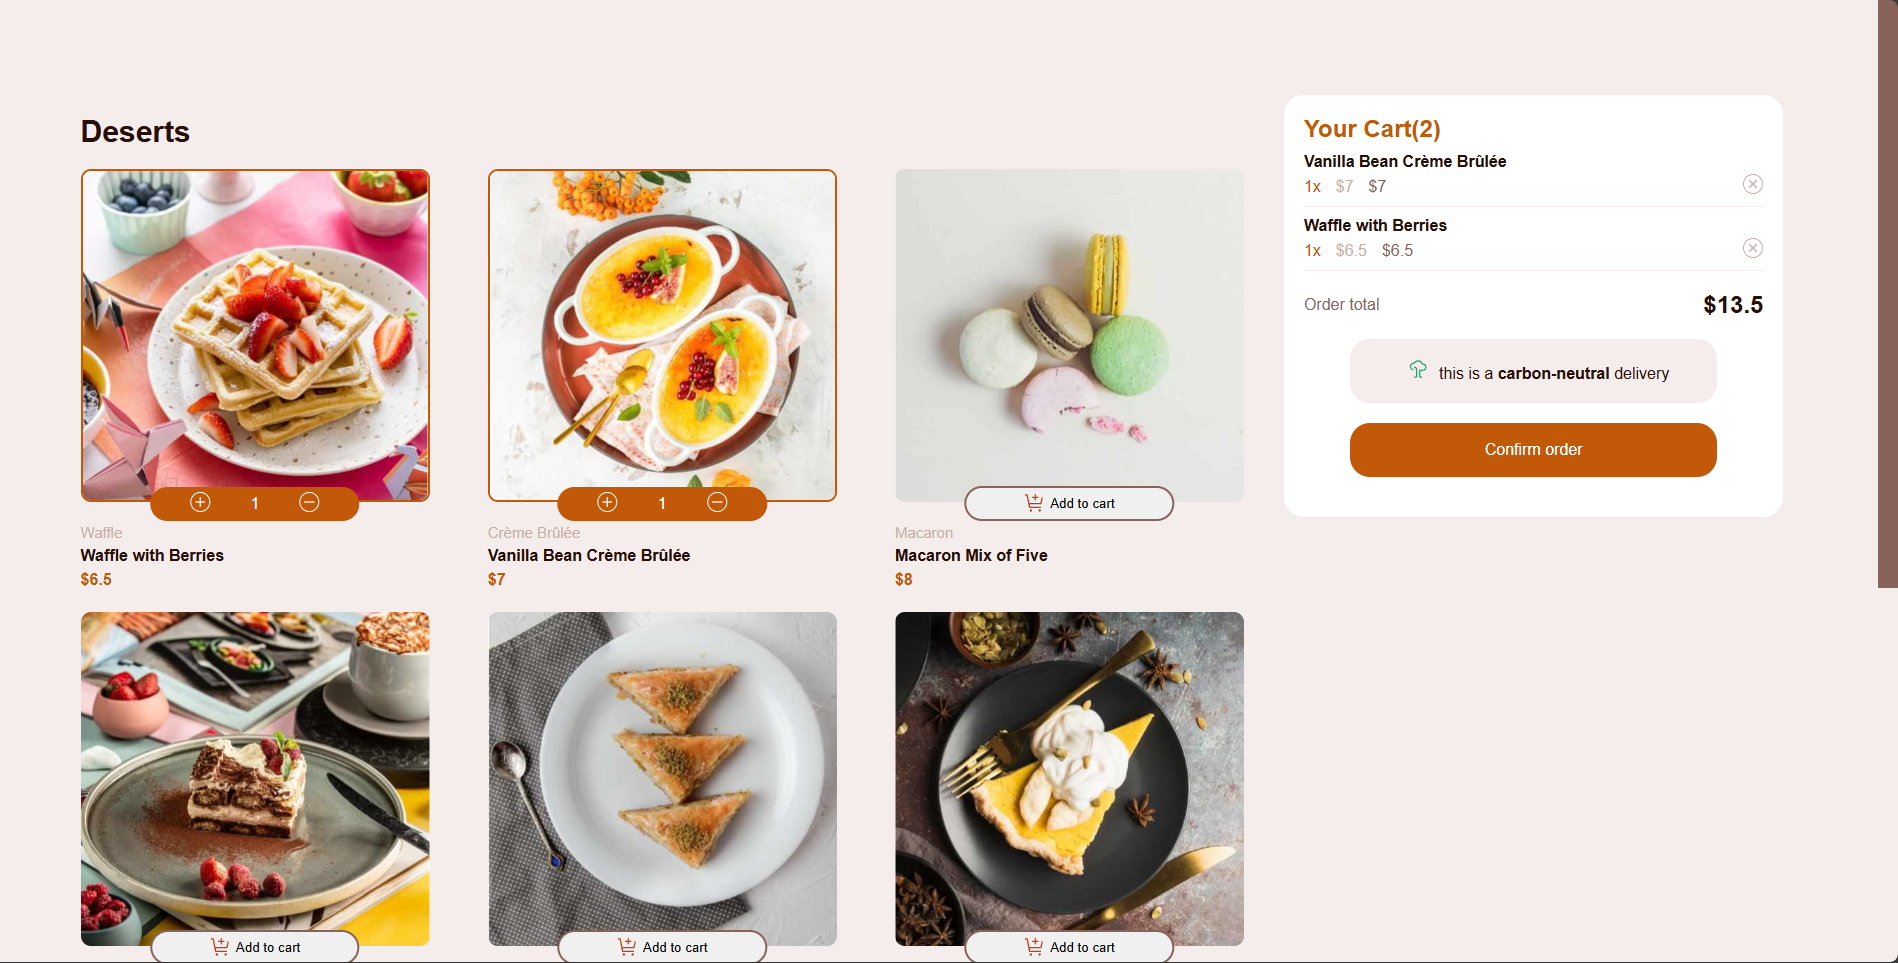 Deserts
1
Waffle
Waffle with Berries
$6.5
1
Crème Brûlée
Vanilla Bean Crème Brûlée
$7
Add to cart
Macaron
Macaron Mix of Five
$8
Add to cart
Add to cart
Add to cart
Your Cart(2)
Vanilla Bean Crème Brûlée
1x $7 $7
Waffle with Berries
1x $6.5 $6.5
Order total $13.5
this is a carbon-neutral delivery
Confirm order